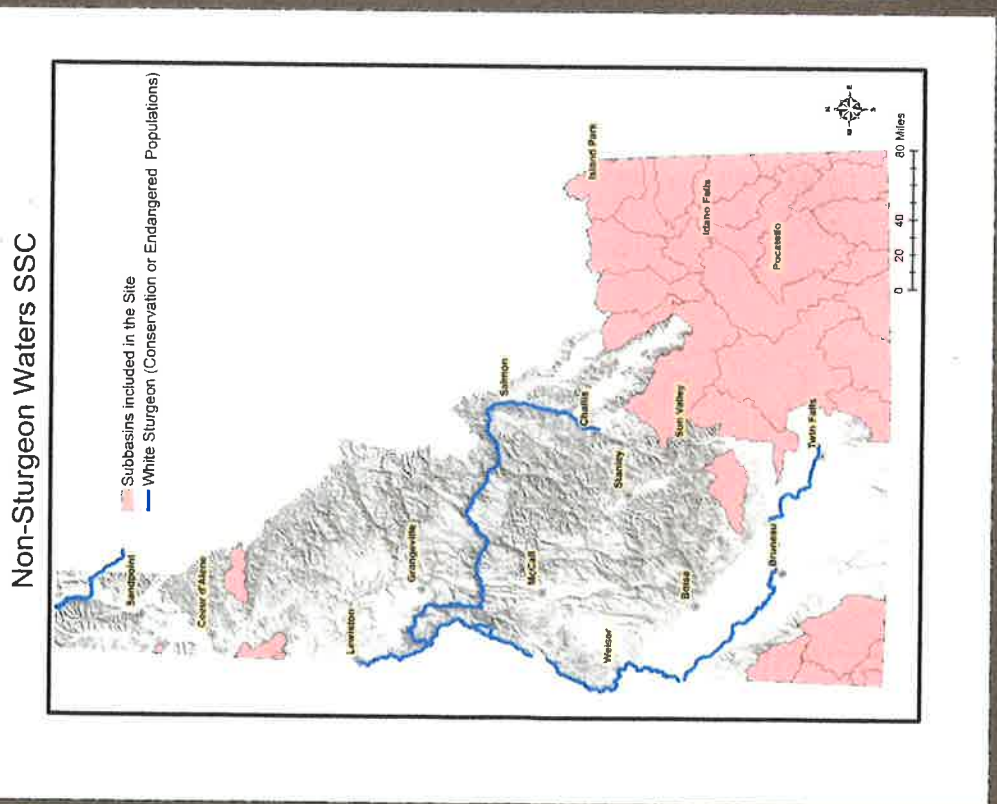 Non-Sturgeon Waters SSC
Subbasins included in the Site
White Sturgeon (Conservation or Endangered Populations)
Sandpoint
Coeur d'Alene
Lewiston
Grangeville
Salmon
McCall
Challis
Stanley
Weiser
Boise
Sun Valley
Island Park
Idaho Falls
Pocatello
Bruneau
Twin Falls
N
W
E
S
0 20 40 80 Miles